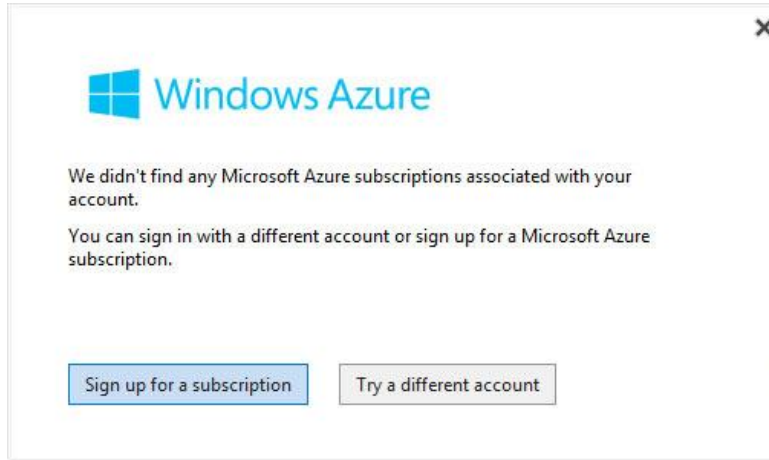 Windows Azure
We didn't find any Microsoft Azure subscriptions associated with your
account.
You can sign in with a different account or sign up for a Microsoft Azure
subscription.
Sign up for a subscription
Try a different account